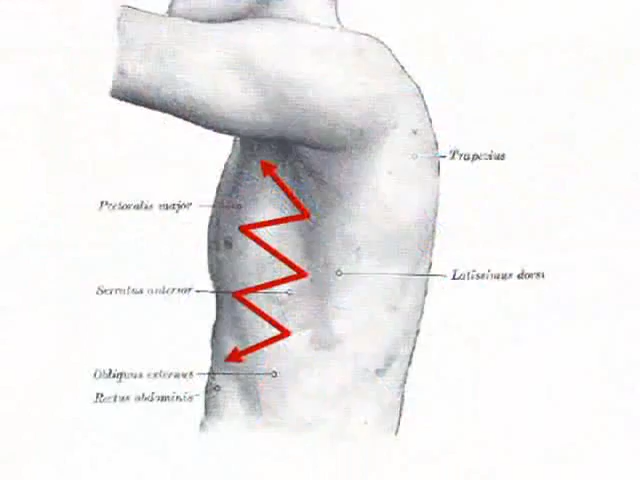 Trapezius
Pectoralis major
Latissimus dorsi
Serratus anterior
Obliquus externus
Rectus abdominis